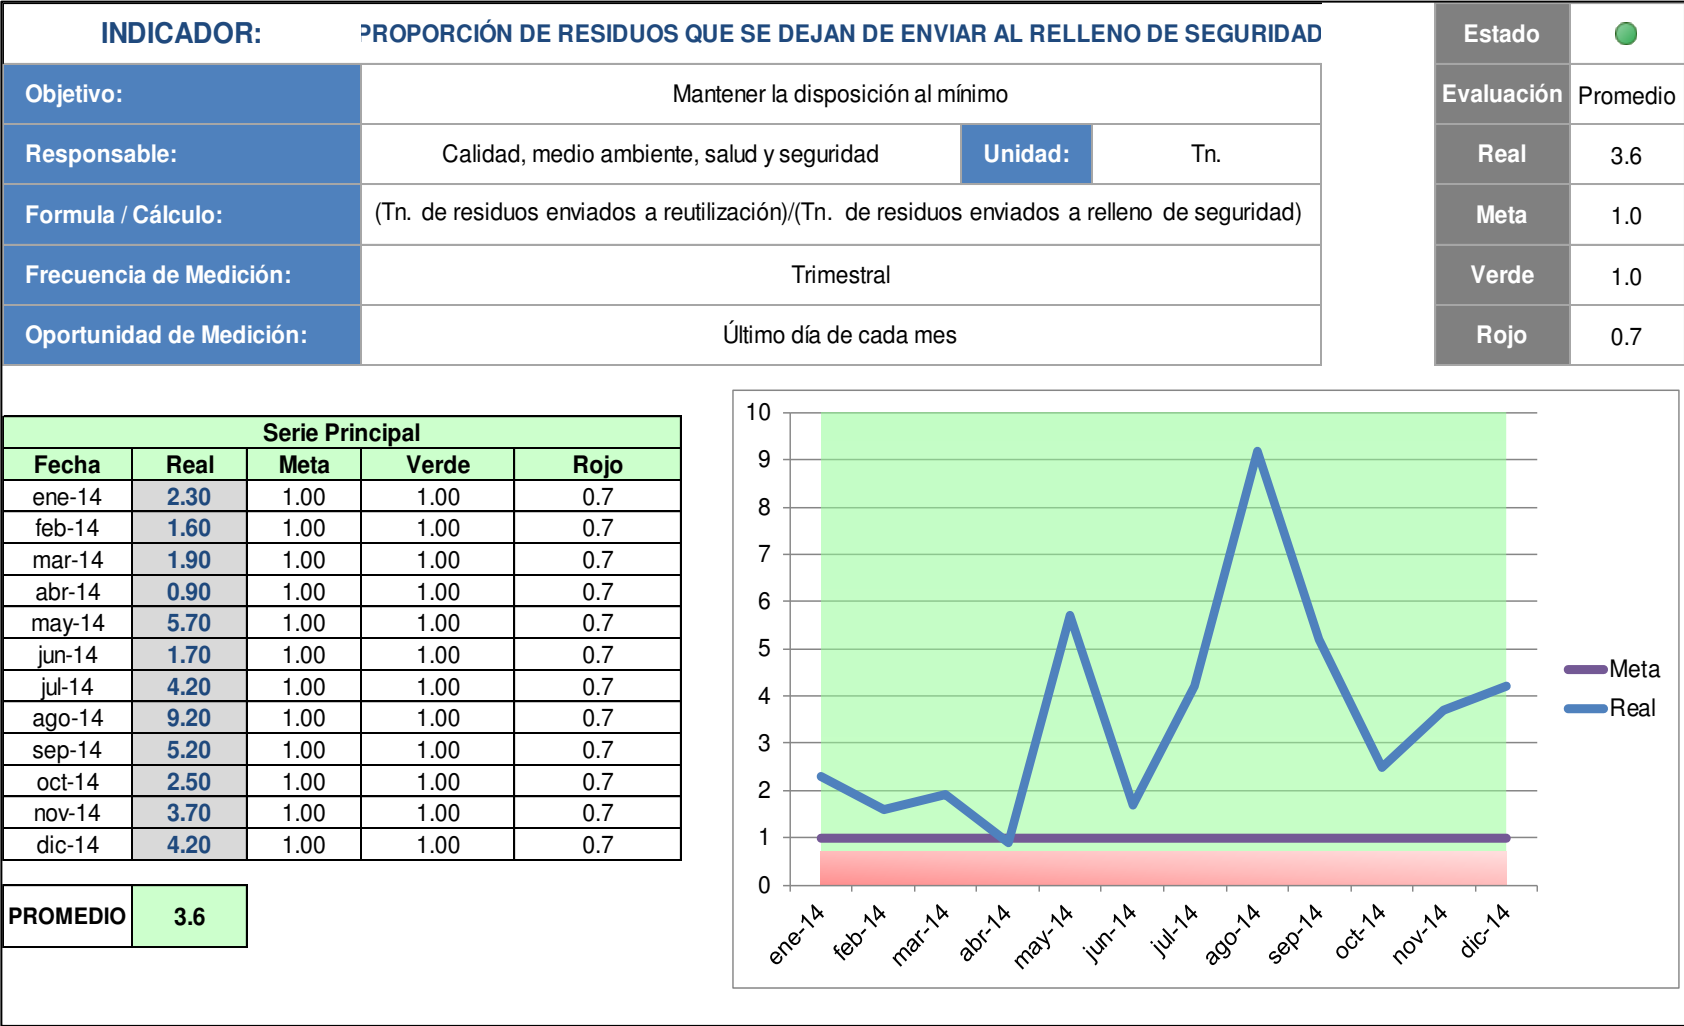 INDICADOR: PROPORCIÓN DE RESIDUOS QUE SE DEJAN DE ENVIAR AL RELLENO DE SEGURIDAD
Objetivo: Mantener la disposición al mínimo
Responsable: Calidad, medio ambiente, salud y seguridad Unidad: Tn.
Formula / Cálculo: (Tn. de residuos enviados a reutilización)/(Tn. de residuos enviados a relleno de seguridad)
Frecuencia de Medición: Trimestral
Oportunidad de Medición: Último día de cada mes
Estado
Evaluación Promedio
Real 3.6
Meta 1.0
Verde 1.0
Rojo 0.7
Serie Principal
Fecha Real Meta Verde Rojo
ene-14 2.30 1.00 1.00 0.7
feb-14 1.60 1.00 1.00 0.7
mar-14 1.90 1.00 1.00 0.7
abr-14 0.90 1.00 1.00 0.7
may-14 5.70 1.00 1.00 0.7
jun-14 1.70 1.00 1.00 0.7
jul-14 4.20 1.00 1.00 0.7
ago-14 9.20 1.00 1.00 0.7
sep-14 5.20 1.00 1.00 0.7
oct-14 2.50 1.00 1.00 0.7
nov-14 3.70 1.00 1.00 0.7
dic-14 4.20 1.00 1.00 0.7
PROMEDIO 3.6
10
9
8
7
6
5
4
3
2
1
0
ene-14 feb-14 mar-14 abr-14 may-14 jun-14 jul-14 ago-14 sep-14 oct-14 nov-14 dic-14
Meta
Real